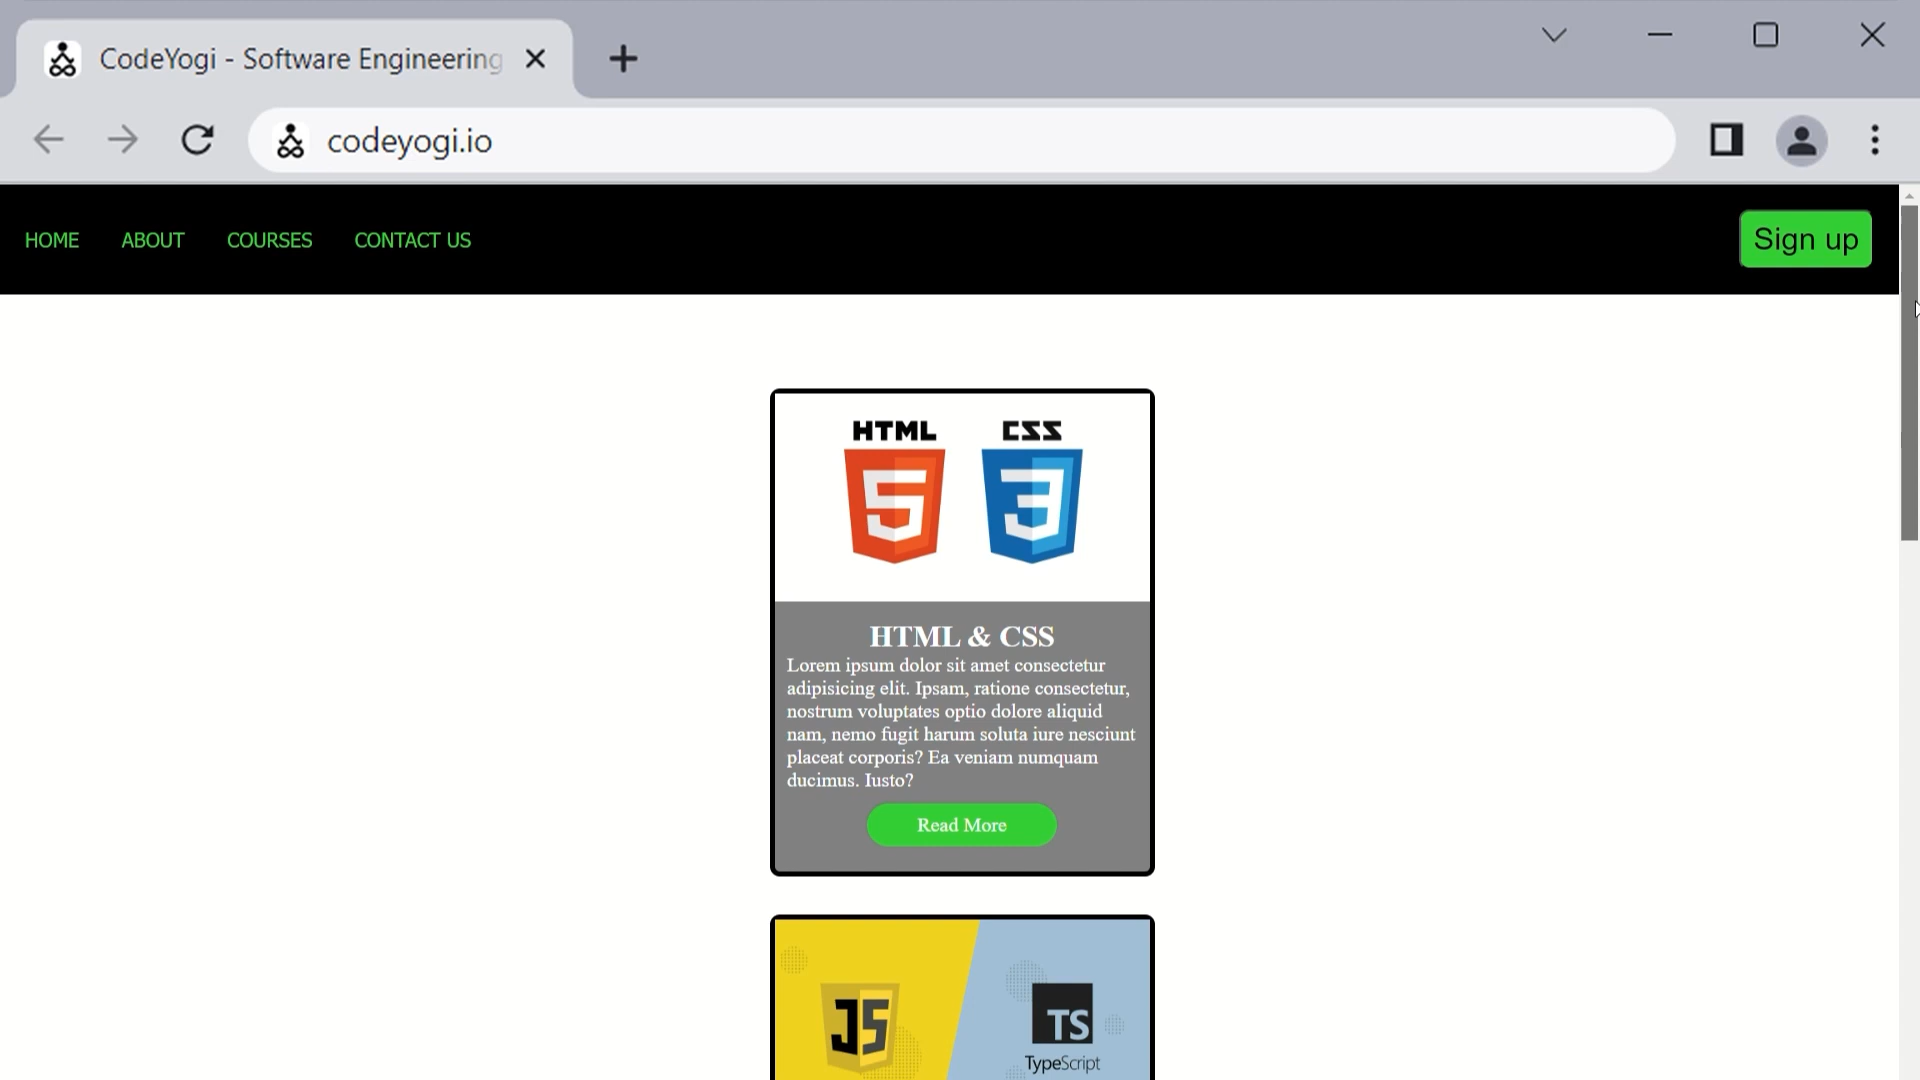 CodeYogi - Software Engineering
codeyogi.io
HOME ABOUT COURSES CONTACT US
Sign up
HTML CSS
5 3
HTML & CSS
Lorem ipsum dolor sit amet consectetur
adipisicing elit. Ipsam, ratione consectetur,
nostrum voluptates optio dolore aliquid
nam, nemo fugit harum soluta iure nesciunt
placeat corporis? Ea veniam numquam
ducimus. Iusto?
Read More
JS TS
TypeScript